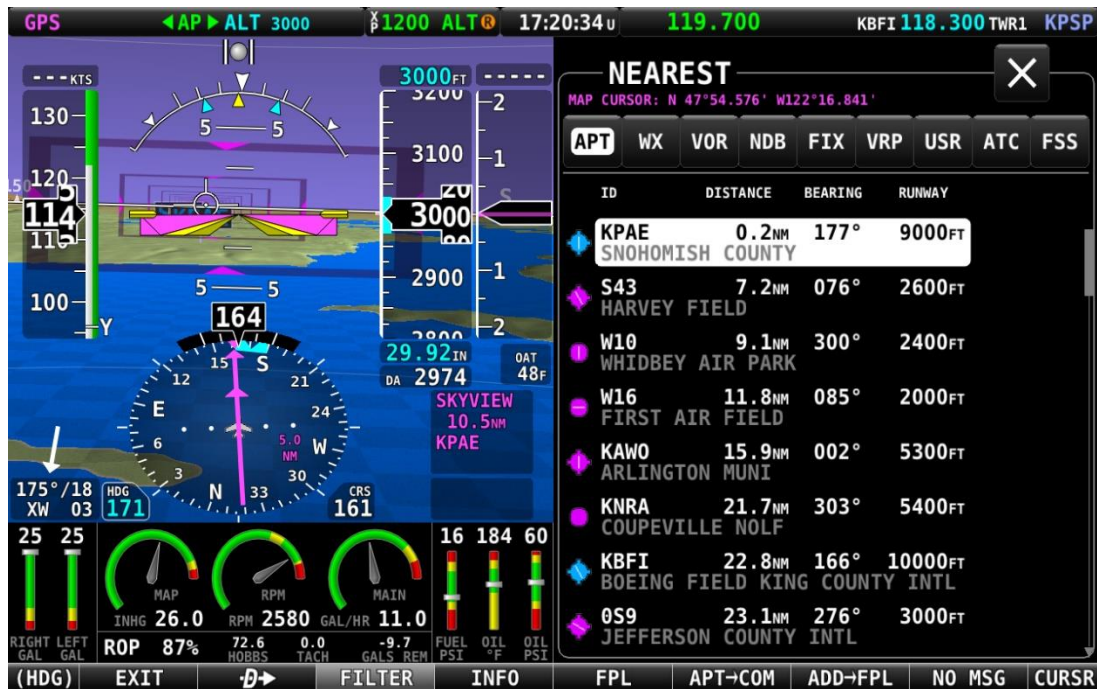 GPS ◀AP▶ ALT 3000 XP 1200 ALT R 17:20:34 U 119.700 KBFI 118.300 TWR1 KPSP
--- KTS
130
120
114
110
100
Y
5 5
5 5
3000 FT -----
3200
3100
3000
20
2900
2800
2
1
S
1
2
29.92 IN
DA 2974
OAT
48F
SKYVIEW
10.5NM
KPAE
164
15 S 21 24 W 30 33 N 3 6 E 12
5.0
NM
175°/18
XW 03
HDG
171
CRS
161
NEAREST
MAP CURSOR: N 47°54.576' W122°16.841'
APT WX VOR NDB FIX VRP USR ATC FSS
ID DISTANCE BEARING RUNWAY
KPAE 0.2NM 177° 9000FT
SNOHOMISH COUNTY
S43 7.2NM 076° 2600FT
HARVEY FIELD
W10 9.1NM 300° 2400FT
WHIDBEY AIR PARK
W16 11.8NM 085° 2000FT
FIRST AIR FIELD
KAWO 15.9NM 002° 5300FT
ARLINGTON MUNI
KNRA 21.7NM 303° 5400FT
COUPEVILLE NOLF
KBFI 22.8NM 166° 10000FT
BOEING FIELD KING COUNTY INTL
0S9 23.1NM 276° 3000FT
JEFFERSON COUNTY INTL
25 25
RIGHT LEFT
GAL GAL
MAP
INHG 26.0
RPM
RPM 2580
MAIN
GAL/HR 11.0
ROP 87%
72.6 0.0 -9.7
HOBBS TACH GALS REM
16 184 60
FUEL OIL OIL
PSI °F PSI
(HDG) EXIT D→ FILTER INFO FPL APT→COM ADD→FPL NO MSG CURSR